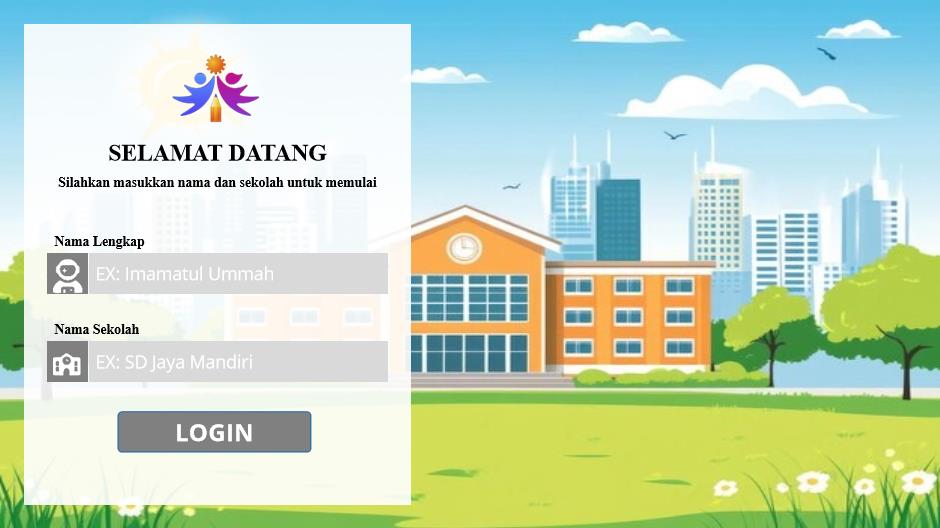 SELAMAT DATANG
Silahkan masukkan nama dan sekolah untuk memulai
Nama Lengkap
EX: Imamatul Ummah
Nama Sekolah
EX: SD Jaya Mandiri
LOGIN